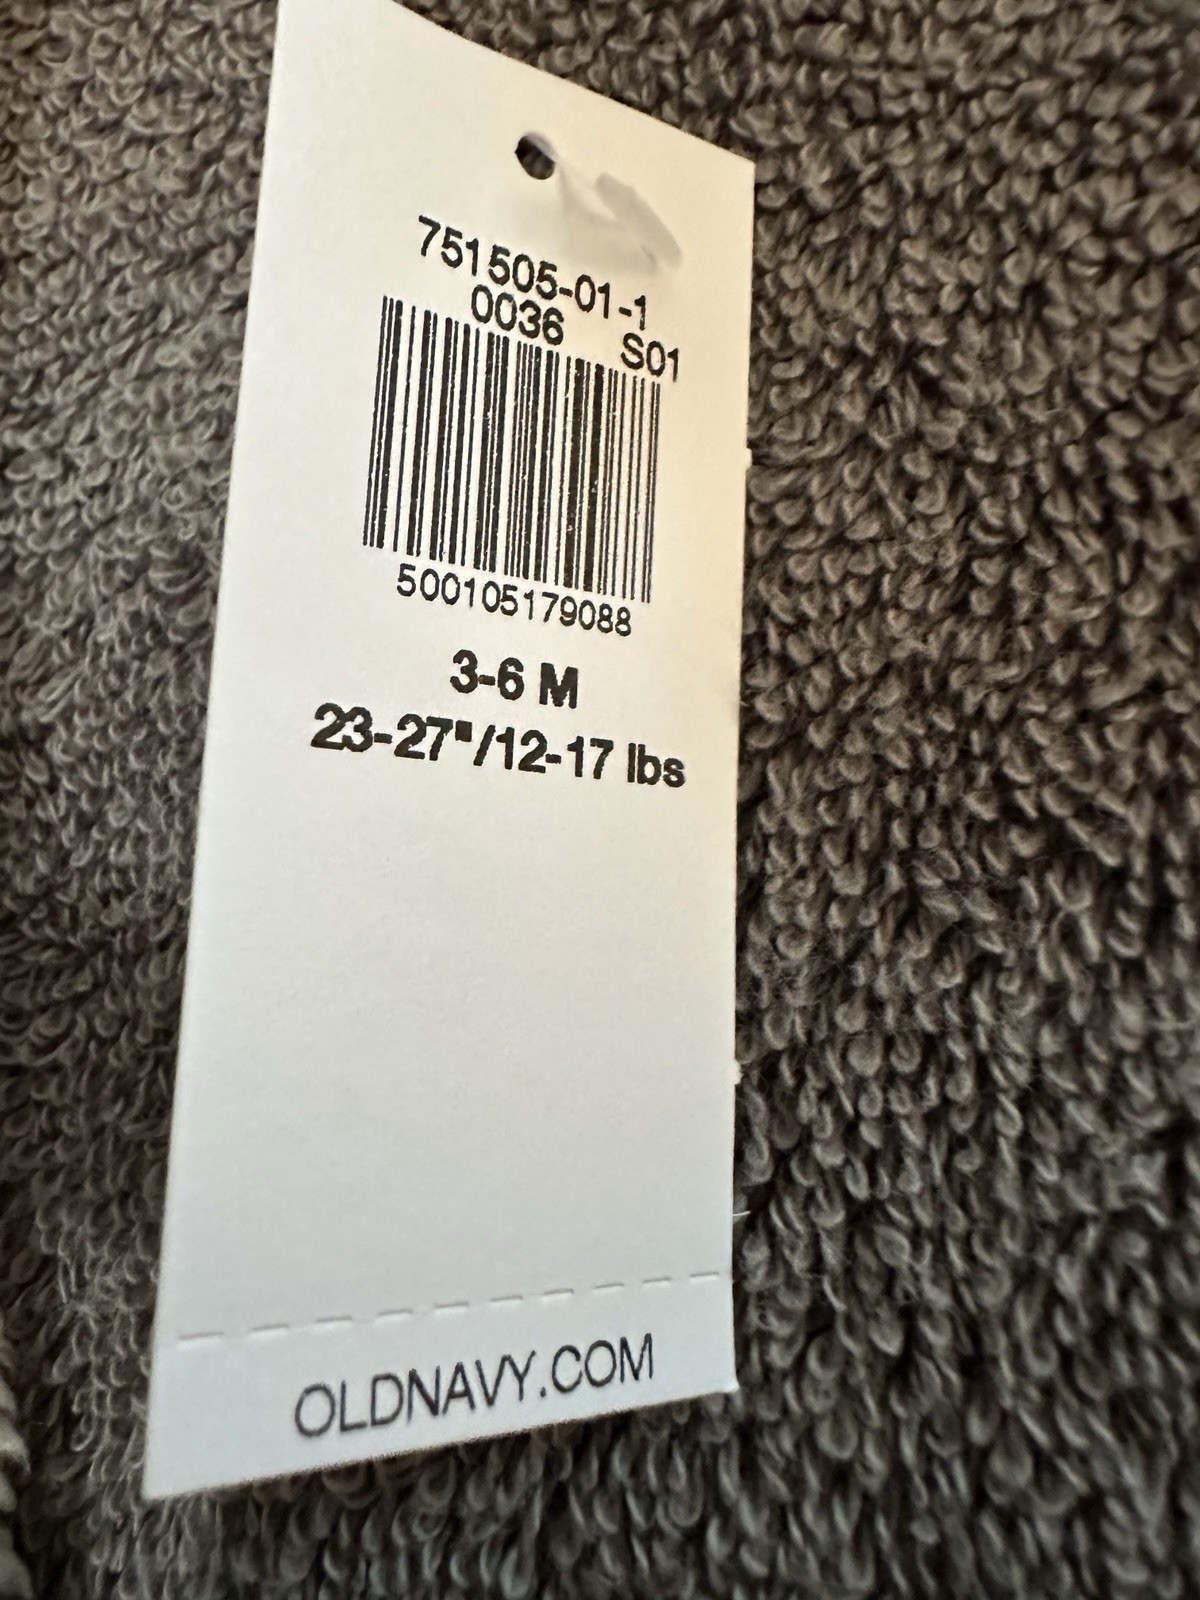 751505-01-1
0036 S01
500105179088
3-6 M
23-27"/12-17 lbs
OLDNAVY.COM